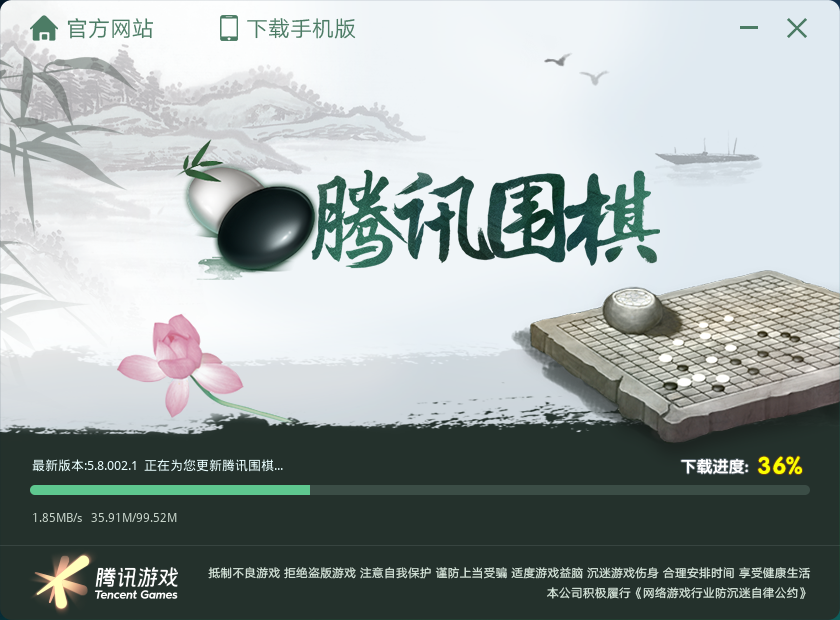 官方网站 下载手机版
腾讯围棋
最新版本:5.8.002.1 正在为您更新腾讯围棋...
下载进度: 36%
1.85MB/s 35.91M/99.52M
腾讯游戏
Tencent Games
抵制不良游戏 拒绝盗版游戏 注意自我保护 谨防上当受骗 适度游戏益脑 沉迷游戏伤身 合理安排时间 享受健康生活
本公司积极履行《网络游戏行业防沉迷自律公约》